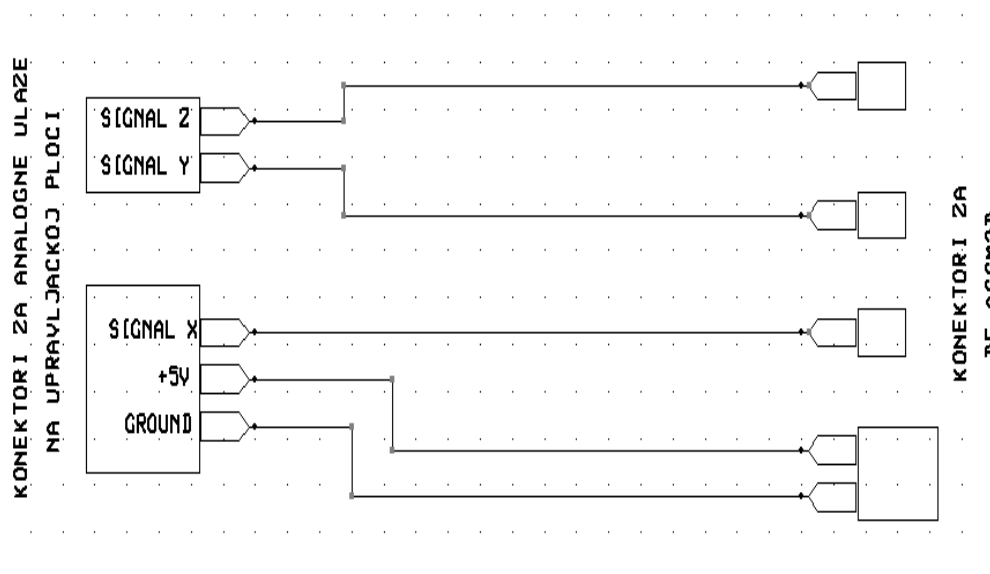 KONEKTORI ZA ANALOGNE ULAZE
NA UPRAVLJACKOJ PLOCI
SIGNAL Z
SIGNAL Y
SIGNAL X
+5V
GROUND
KONEKTORI ZA